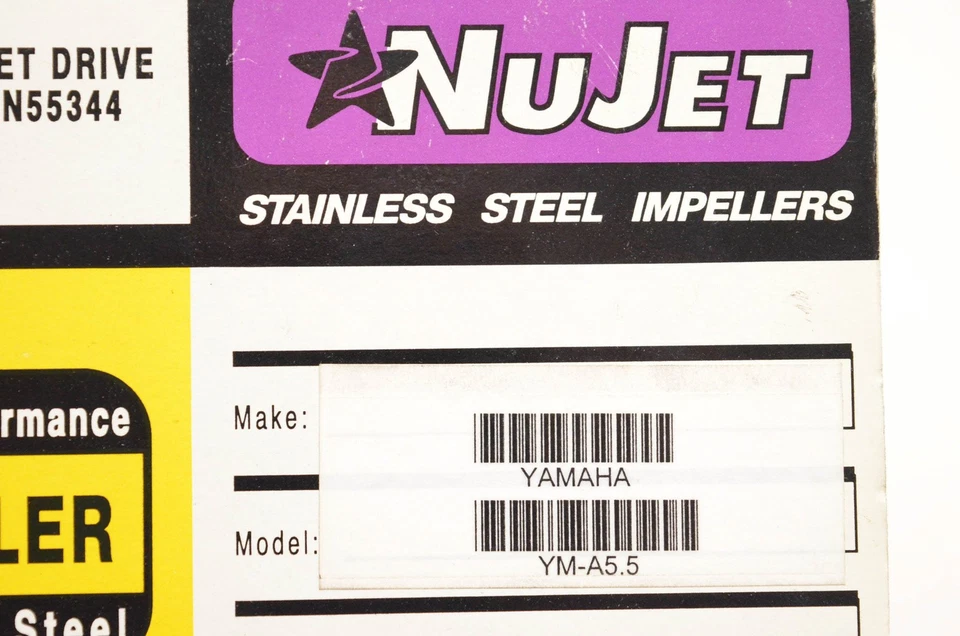 ET DRIVE
N55344
NUJET
STAINLESS STEEL IMPELLERS
rmance
LER
Steel
Make:
YAMAHA
Model:
YM-A5.5